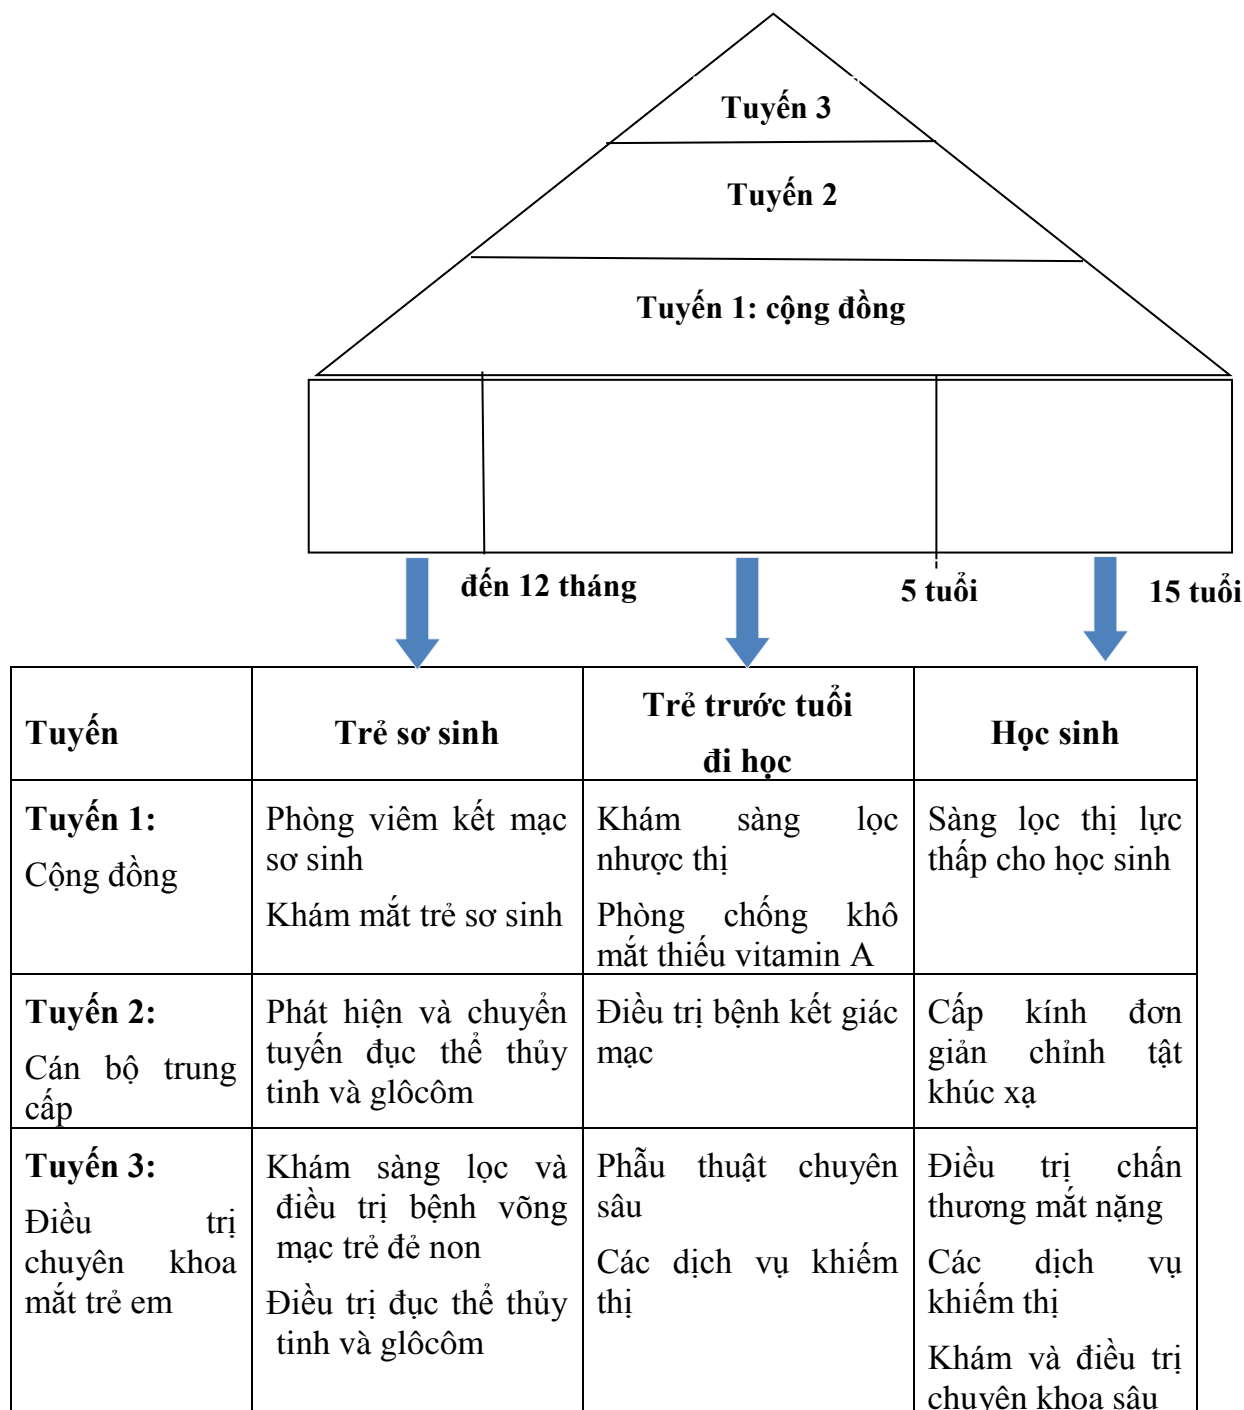 Tuyến 3
Tuyến 2
Tuyến 1: cộng đồng
đến 12 tháng
5 tuổi
15 tuổi
Tuyến
Trẻ sơ sinh
Trẻ trước tuổi
đi học
Học sinh
Tuyến 1:
Cộng đồng
Phòng viêm kết mạc
sơ sinh
Khám mắt trẻ sơ sinh
Khám sàng lọc
nhược thị
Phòng chống khô
mắt thiếu vitamin A
Sàng lọc thị lực
thấp cho học sinh
Tuyến 2:
Cán bộ trung
cấp
Phát hiện và chuyển
tuyến đục thể thủy
tinh và glôcôm
Điều trị bệnh kết giác
mạc
Cấp kính đơn
giản chỉnh tật
khúc xạ
Tuyến 3:
Điều trị
chuyên khoa
mắt trẻ em
Khám sàng lọc và
điều trị bệnh võng
mạc trẻ đẻ non
Điều trị đục thể thủy
tinh và glôcôm
Phẫu thuật chuyên
sâu
Các dịch vụ khiếm
thị
Điều trị chấn
thương mắt nặng
Các dịch vụ
khiếm thị
Khám và điều trị
chuyên khoa sâu